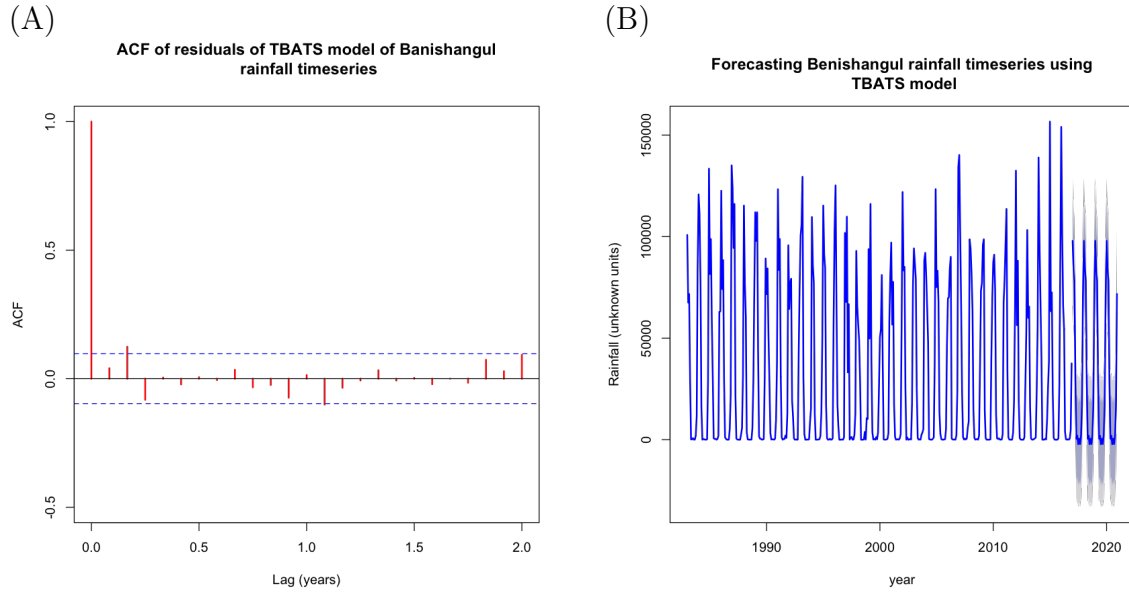 (A)
ACF of residuals of TBATS model of Banishangul
rainfall timeseries
ACF
1.0
0.5
0.0
-0.5
0.0 0.5 1.0 1.5 2.0
Lag (years)
(B)
Forecasting Benishangul rainfall timeseries using
TBATS model
Rainfall (unknown units)
150000
100000
50000
0
1990 2000 2010 2020
year